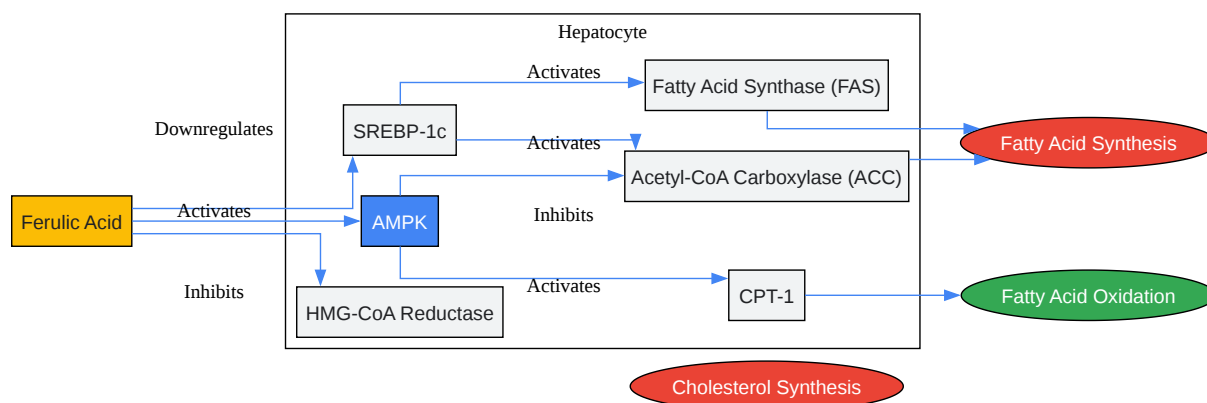 Hepatocyte
Activates
Fatty Acid Synthase (FAS)
Downregulates
SREBP-1c
Activates
Fatty Acid Synthesis
Acetyl-CoA Carboxylase (ACC)
Ferulic Acid
Activates
AMPK
Inhibits
Inhibits
Activates
CPT-1
Fatty Acid Oxidation
HMG-CoA Reductase
Cholesterol Synthesis